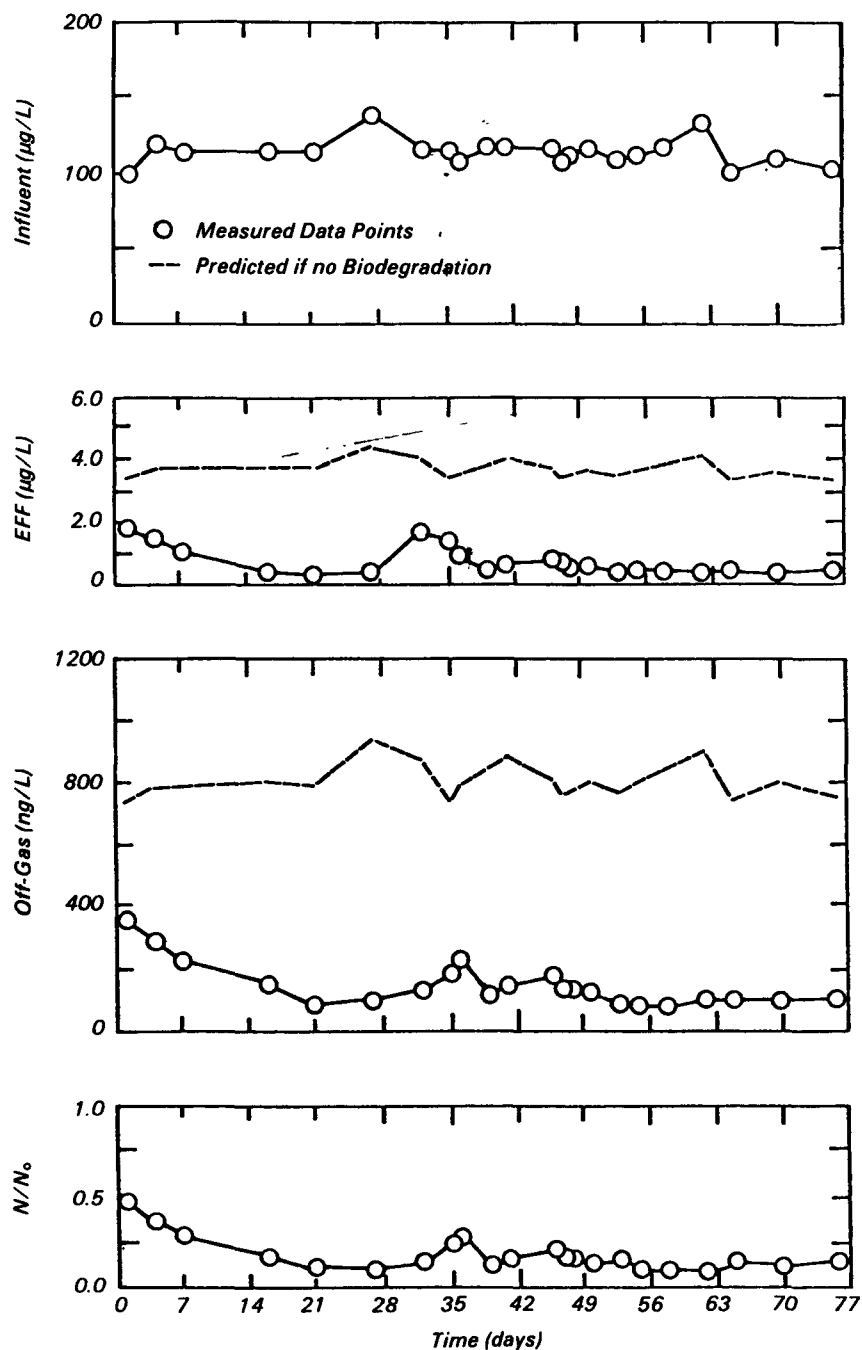 200
100
0
Influent (µg/L)
Measured Data Points
Predicted if no Biodegradation
6.0
4.0
2.0
0
EFF (µg/L)
1200
800
400
0
Off-Gas (ng/L)
1.0
0.5
0.0
N/N₀
0 7 14 21 28 35 42 49 56 63 70 77
Time (days)